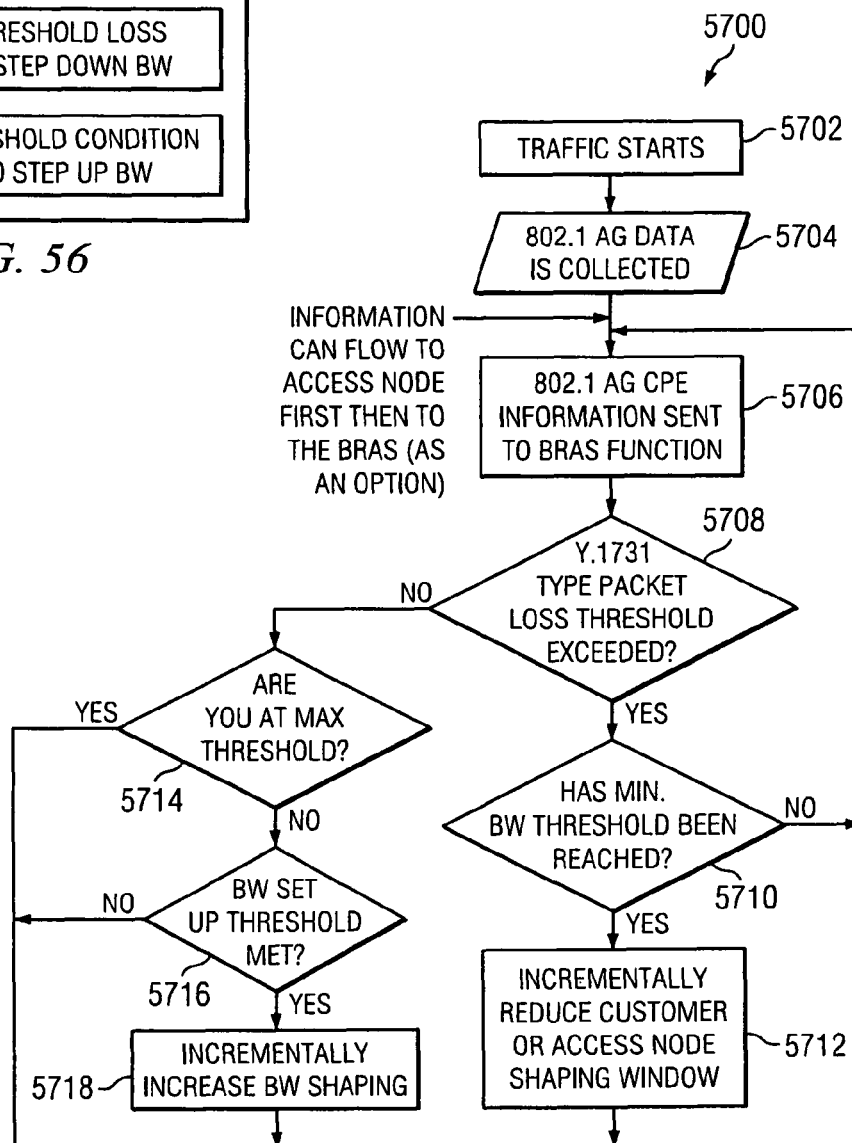 RESHOLD LOSS
STEP DOWN BW
SHOLD CONDITION
O STEP UP BW
G. 56
5700
TRAFFIC STARTS
5702
802.1 AG DATA
IS COLLECTED
5704
INFORMATION
CAN FLOW TO
ACCESS NODE
FIRST THEN TO
THE BRAS (AS
AN OPTION)
802.1 AG CPE
INFORMATION SENT
TO BRAS FUNCTION
5706
5708
Y.1731
TYPE PACKET
LOSS THRESHOLD
EXCEEDED?
NO
YES
ARE
YOU AT MAX
THRESHOLD?
YES
5714
NO
HAS MIN.
BW THRESHOLD BEEN
REACHED?
NO
5710
YES
BW SET
UP THRESHOLD
MET?
NO
5716
YES
INCREMENTALLY
REDUCE CUSTOMER
OR ACCESS NODE
SHAPING WINDOW
5712
INCREMENTALLY
INCREASE BW SHAPING
5718